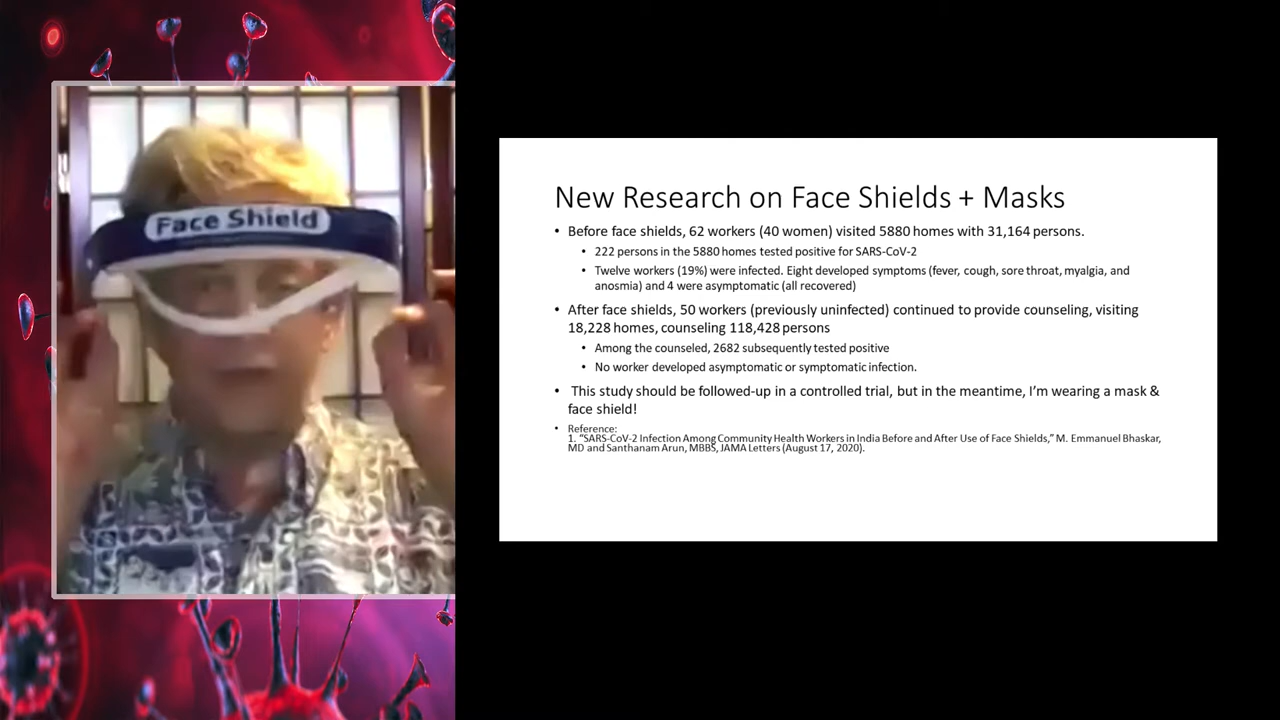 Face Shield
New Research on Face Shields + Masks
• Before face shields, 62 workers (40 women) visited 5880 homes with 31,164 persons.
• 222 persons in the 5880 homes tested positive for SARS-CoV-2
• Twelve workers (19%) were infected. Eight developed symptoms (fever, cough, sore throat, myalgia, and
anosmia) and 4 were asymptomatic (all recovered)
• After face shields, 50 workers (previously uninfected) continued to provide counseling, visiting
18,228 homes, counseling 118,428 persons
• Among the counseled, 2682 subsequently tested positive
• No worker developed asymptomatic or symptomatic infection.
• This study should be followed-up in a controlled trial, but in the meantime, I'm wearing a mask &
face shield!
• Reference:
1. "SARS-CoV-2 Infection Among Community Health Workers in India Before and After Use of Face Shields," M. Emmanuel Bhaskar,
MD and Santhanam Arun, MBBS, JAMA Letters (August 17, 2020).